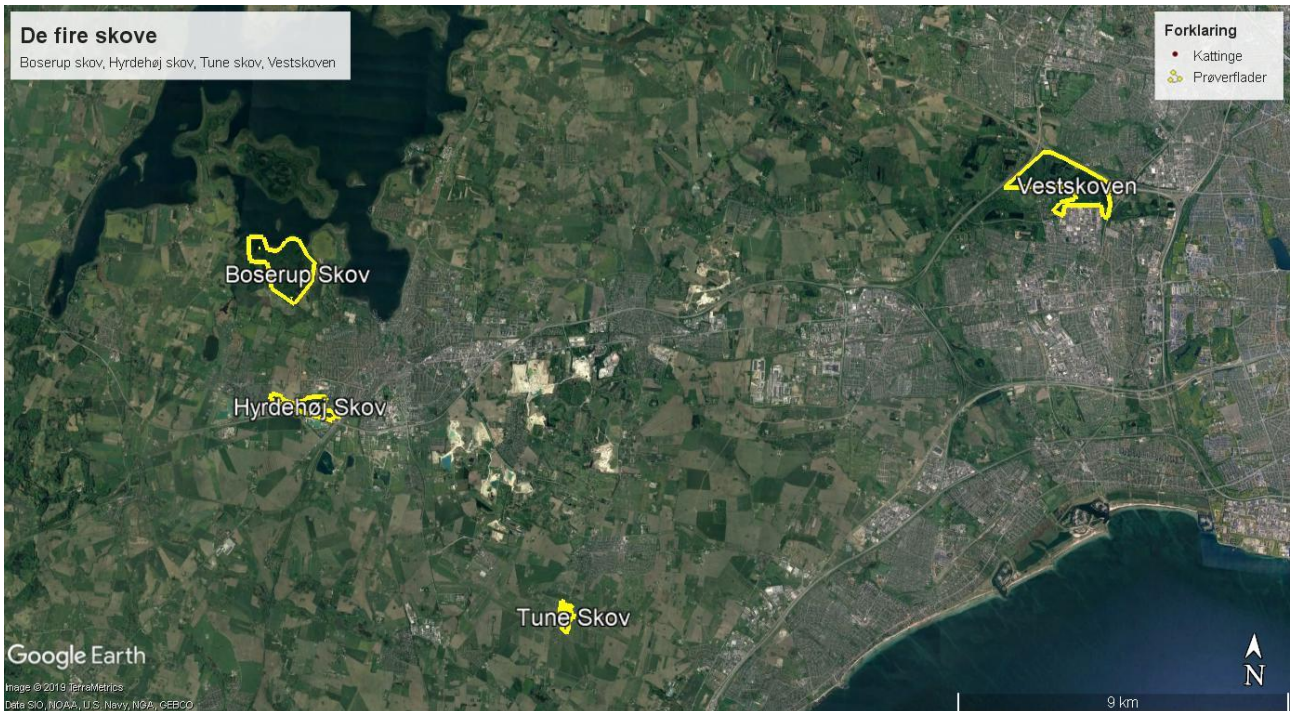 De fire skove
Boserup skov, Hyrdehøj skov, Tune skov, Vestskoven
Forklaring
Kattinge
Prøverflader
Vestskoven
Boserup Skov
Hyrdehøj Skov
Tune Skov
Google Earth
Image © 2019 TerraMetrics
Data SIO, NOAA, U.S. Navy, NGA, GEBCO
N
9 km